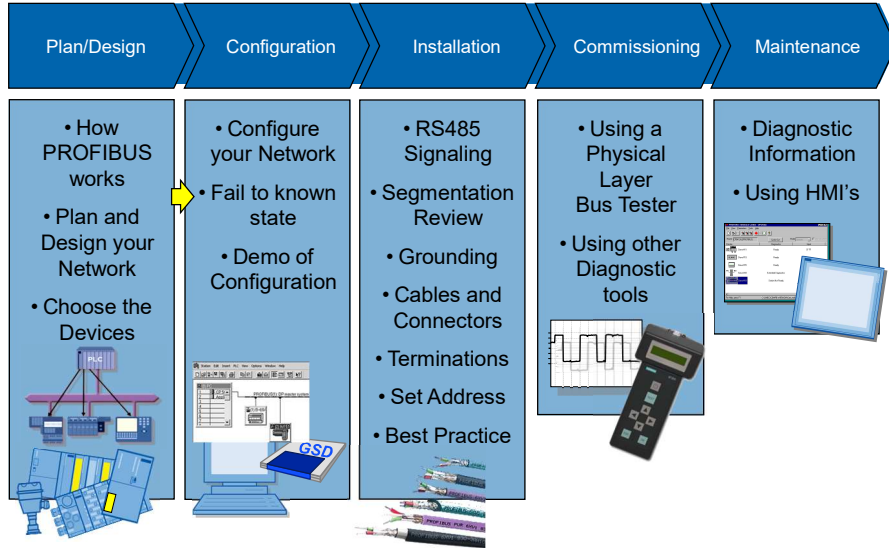 Plan/Design
Configuration
Installation
Commissioning
Maintenance
• How
PROFIBUS
works
• Plan and
Design your
Network
• Choose the
Devices
PLC
• Configure
your Network
• Fail to known
state
• Demo of
Configuration
GSD
• RS485
Signaling
• Segmentation
Review
• Grounding
• Cables and
Connectors
• Terminations
• Set Address
• Best Practice
• Using a
Physical
Layer
Bus Tester
• Using other
Diagnostic
tools
• Diagnostic
Information
• Using HMI's